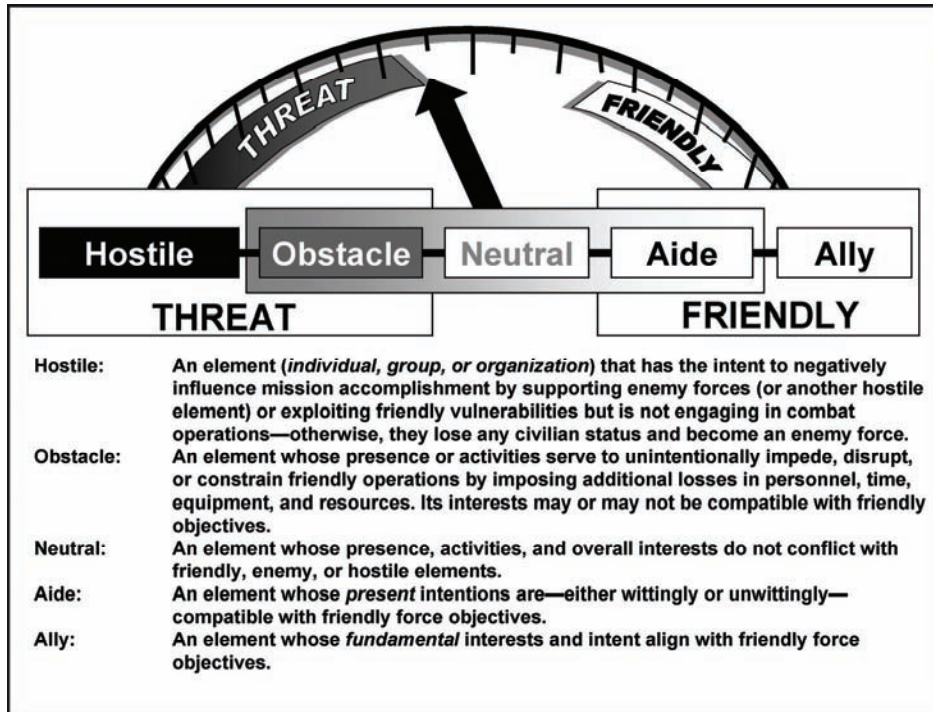 THREAT
FRIENDLY
Hostile Obstacle Neutral Aide Ally
THREAT FRIENDLY
Hostile: An element (individual, group, or organization) that has the intent to negatively
influence mission accomplishment by supporting enemy forces (or another hostile
element) or exploiting friendly vulnerabilities but is not engaging in combat
operations—otherwise, they lose any civilian status and become an enemy force.
Obstacle: An element whose presence or activities serve to unintentionally impede, disrupt,
or constrain friendly operations by imposing additional losses in personnel, time,
equipment, and resources. Its interests may or may not be compatible with friendly
objectives.
Neutral: An element whose presence, activities, and overall interests do not conflict with
friendly, enemy, or hostile elements.
Aide: An element whose present intentions are—either wittingly or unwittingly—
compatible with friendly force objectives.
Ally: An element whose fundamental interests and intent align with friendly force
objectives.